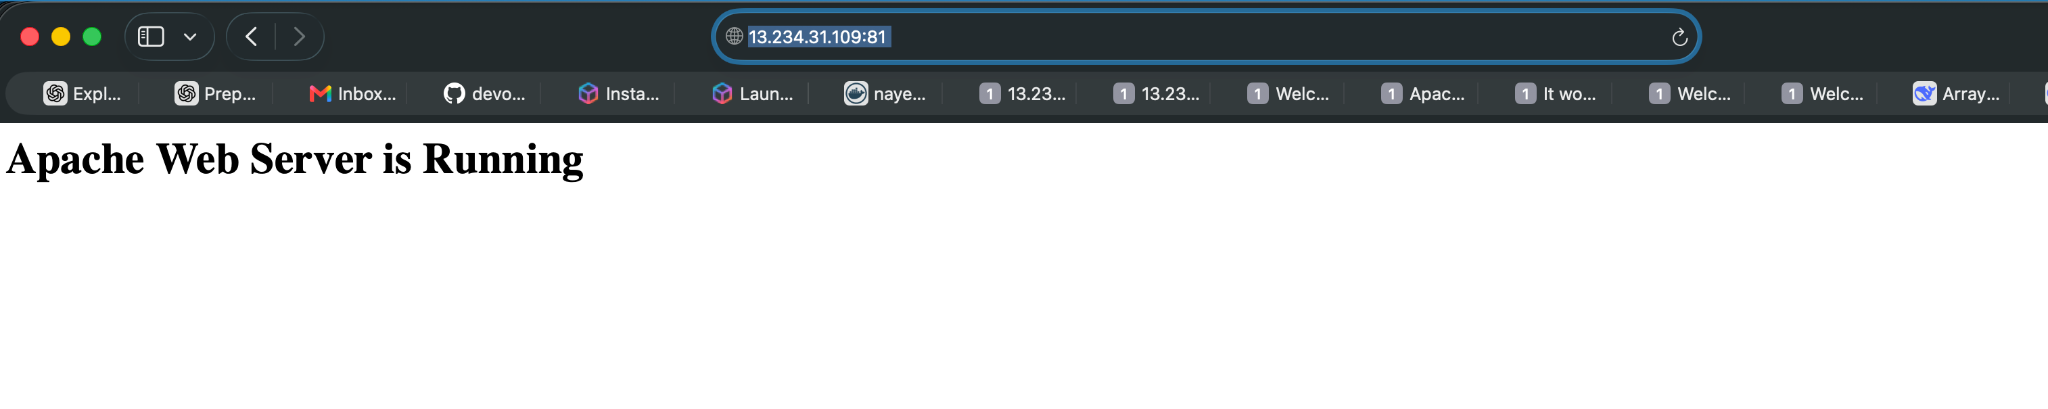 13.234.31.109:81
Expl... Prep... Inbox... devo... Insta... Laun... naye... 1 13.23... 1 13.23... 1 Welc... 1 Apac... 1 It wo... 1 Welc... 1 Welc... Array...
Apache Web Server is Running